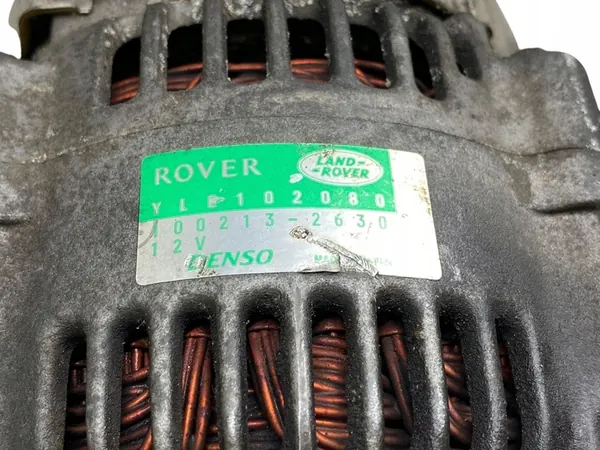 ROVER
LAND-
-ROVER
YLE102080
100213-2630
12V
DENSO